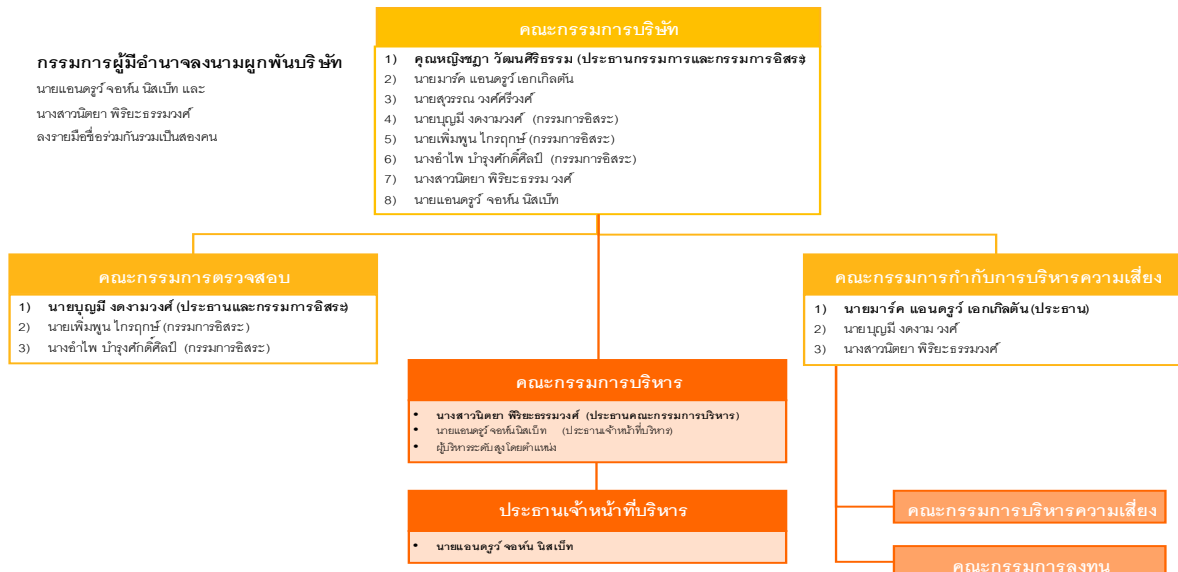 คณะกรรมการบริษัท
กรรมการผู้มีอำนาจลงนามผูกพันบริษัท
นายแอนดรูว์ จอห์น นิสเบ็ท และ
นางสาวนิตยา พิริยะธรรมวงศ์
ลงรายมือชื่อร่วมกันรวมเป็นสองคน
1) คุณหญิงชฎา วัฒนศิริธรรม (ประธานกรรมการและกรรมการอิสระ)
2) นายมาร์ค แอนดรูว์ เอกเกิลตัน
3) นายสุวรรณ วงศ์ศรีวงศ์
4) นายบุญมี งดงามวงศ์ (กรรมการอิสระ)
5) นายเพิ่มพูน ไกรฤกษ์ (กรรมการอิสระ)
6) นางอำไพ บำรุงศักดิ์ศิลป์ (กรรมการอิสระ)
7) นางสาวนิตยา พิริยะธรรม วงศ์
8) นายแอนดรูว์ จอห์น นิสเบ็ท
คณะกรรมการตรวจสอบ
1) นายบุญมี งดงามวงศ์ (ประธานและกรรมการอิสระ)
2) นายเพิ่มพูน ไกรฤกษ์ (กรรมการอิสระ)
3) นางอำไพ บำรุงศักดิ์ศิลป์ (กรรมการอิสระ)
คณะกรรมการกำกับการบริหารความเสี่ยง
1) นายมาร์ค แอนดรูว์ เอกเกิลตัน (ประธาน)
2) นายบุญมี งดงาม วงศ์
3) นางสาวนิตยา พิริยะธรรมวงศ์
คณะกรรมการบริหาร
• นางสาวนิตยา พิริยะธรรมวงศ์ (ประธานคณะกรรมการบริหาร)
• นายแอนดรูว์ จอห์น นิสเบ็ท (ประธานเจ้าหน้าที่บริหาร)
• ผู้บริหารระดับสูงโดยตำแหน่ง
ประธานเจ้าหน้าที่บริหาร
• นายแอนดรูว์ จอห์น นิสเบ็ท
คณะกรรมการบริหารความเสี่ยง
คณะกรรมการลงทุน